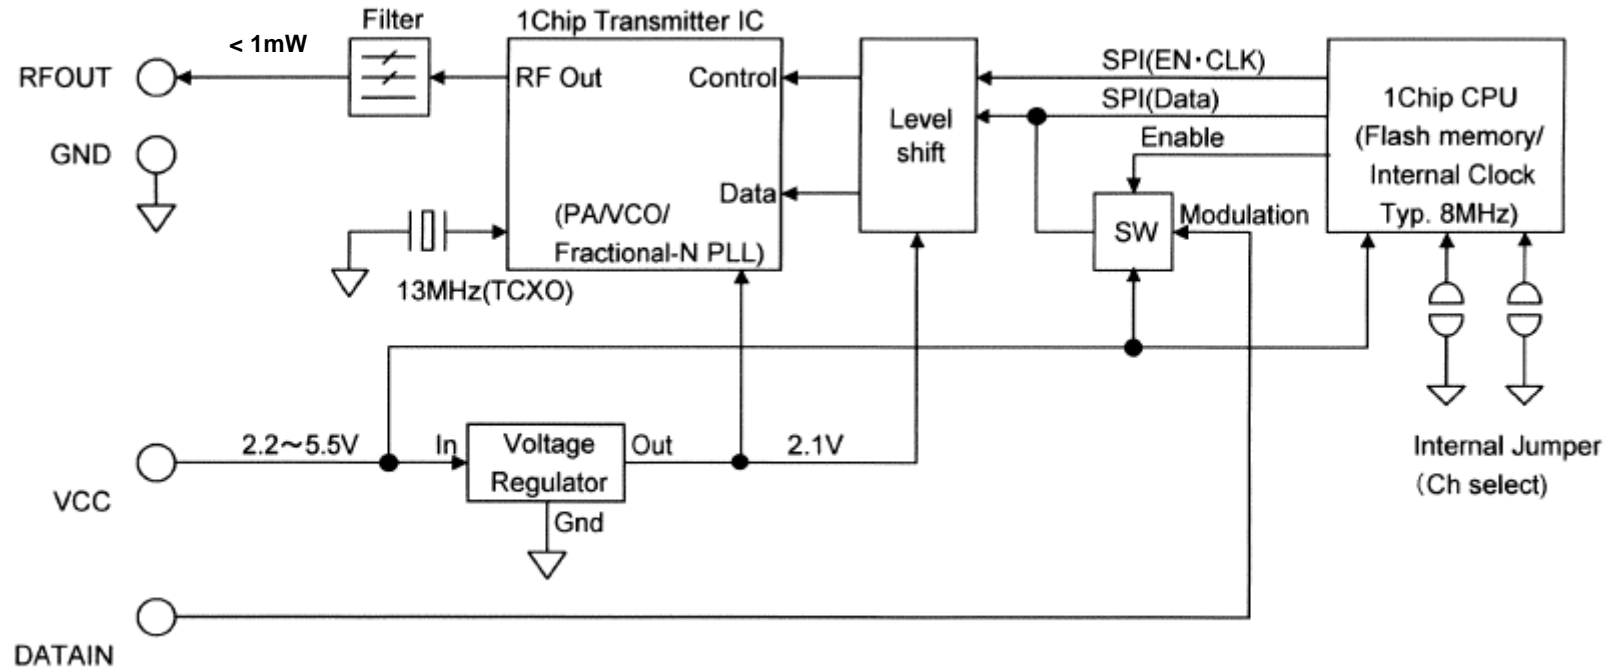 Filter
1Chip Transmitter IC
< 1mW
RFOUT
RF Out
Control
SPI(EN・CLK)
SPI(Data)
1Chip CPU
(Flash memory/
Internal Clock
Typ. 8MHz)
Level
shift
Enable
GND
Data
(PA/VCO/
Fractional-N PLL)
SW
Modulation
13MHz(TCXO)
2.2～5.5V
In
Voltage
Regulator
Out
2.1V
Internal Jumper
(Ch select)
VCC
Gnd
DATAIN